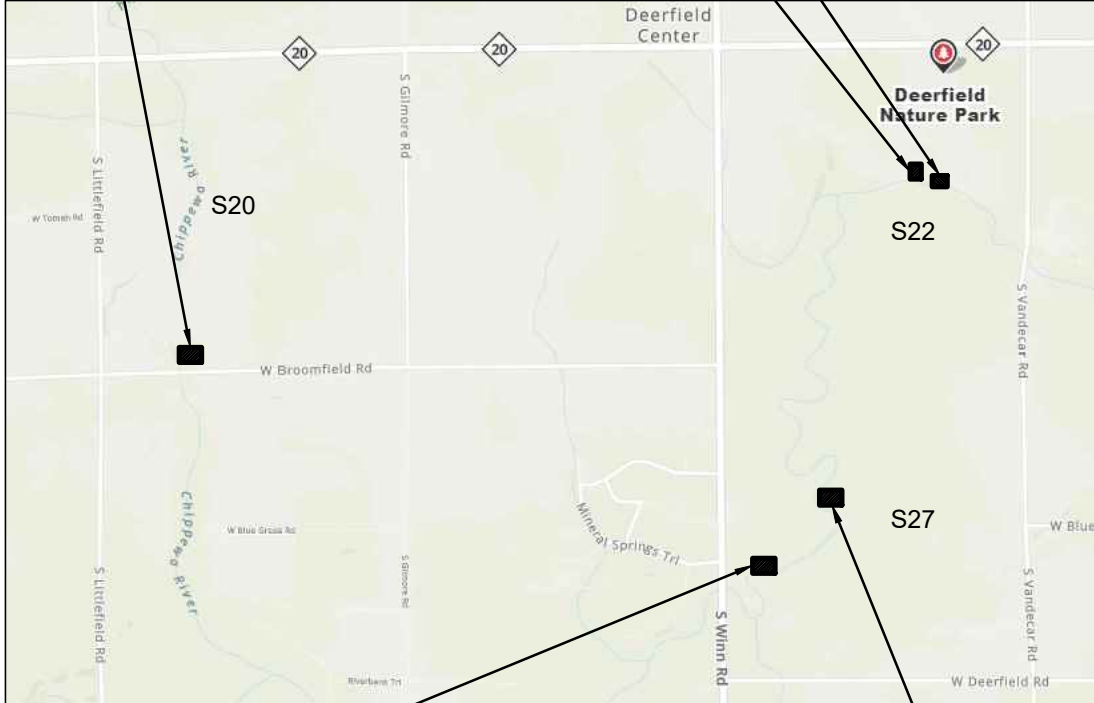 Deerfield
Center
20
20
20
Deerfield
Nature Park
S Gilmore Rd
S Littlefield Rd
Chippewa River
W Tomah Rd
S20
S22
S Vandecar Rd
W Broomfield Rd
Chippewa River
W Blue Grass Rd
Mineral Springs Trl
S27
W Blue
S Gilmore Rd
S Littlefield Rd
S Winn Rd
S Vandecar Rd
Riverbend Trl
W Deerfield Rd